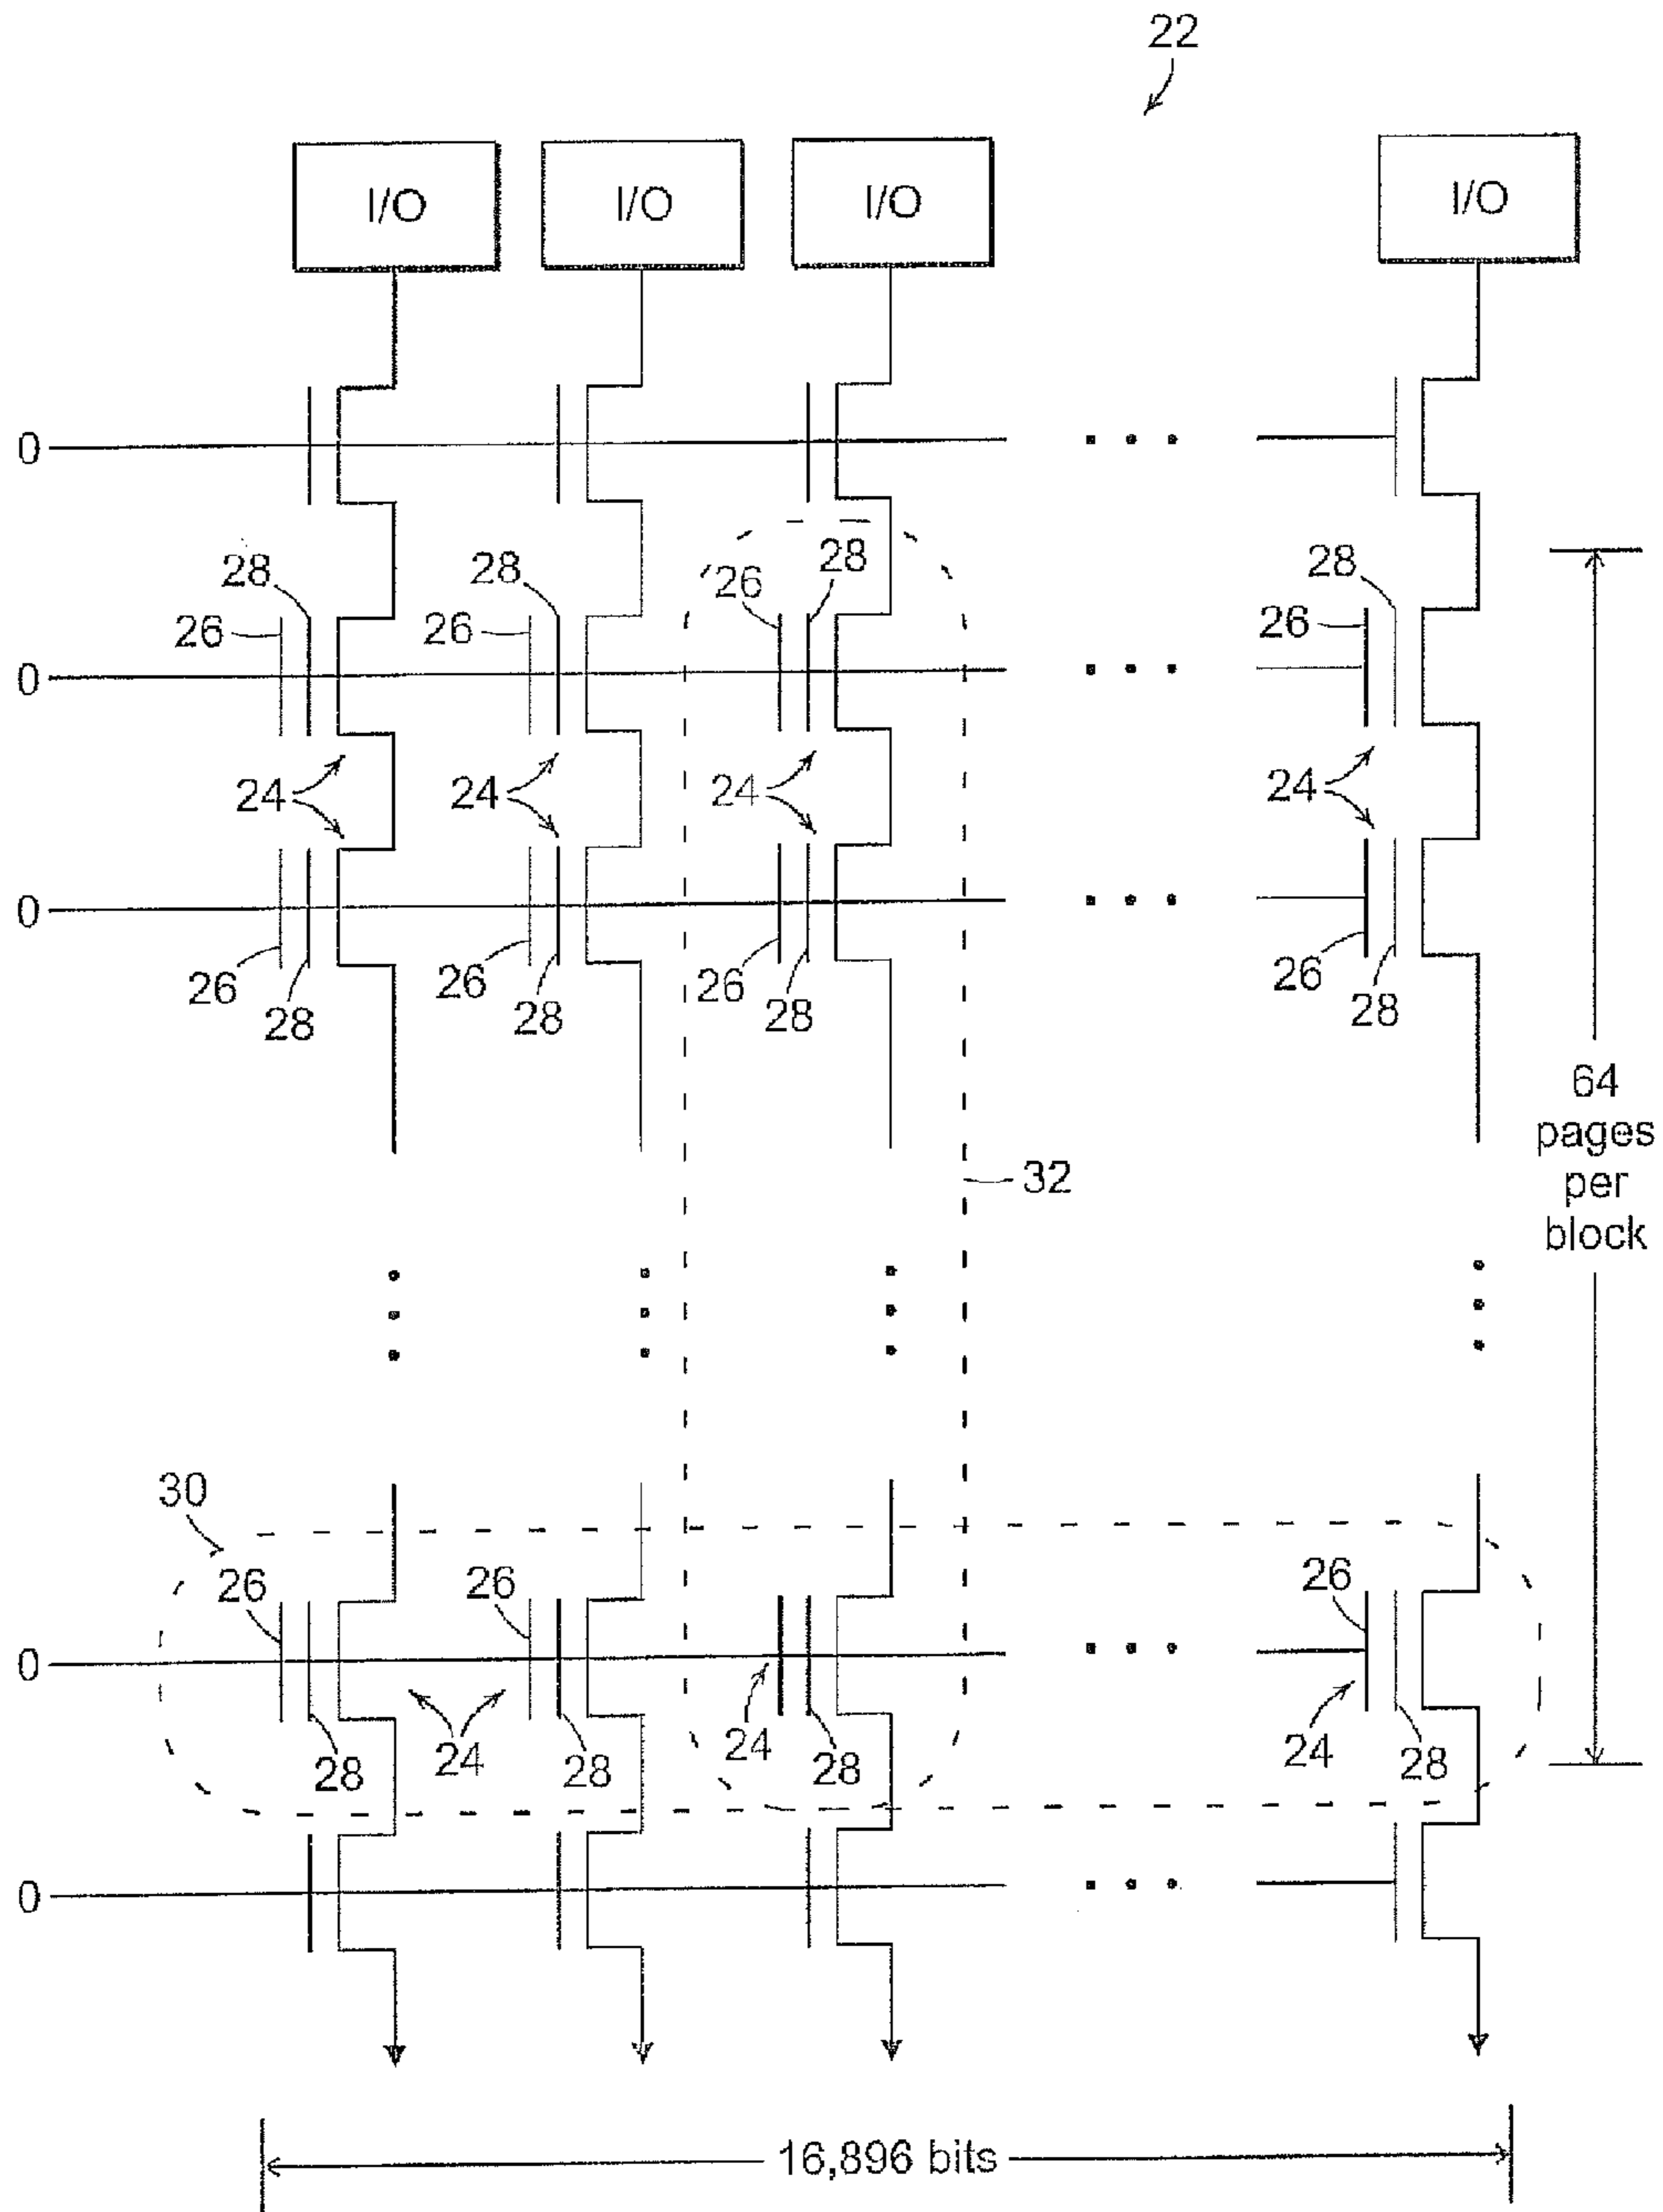 22
I/O I/O I/O I/O
0
28 28 28 28
26 26 '26 26
0
24 24 24 24
0
26 26 26 26
28 28 28 28
64
pages
per
block
32
30
26 26 26
0
24 24 24
28 28 28 28
0
16,896 bits